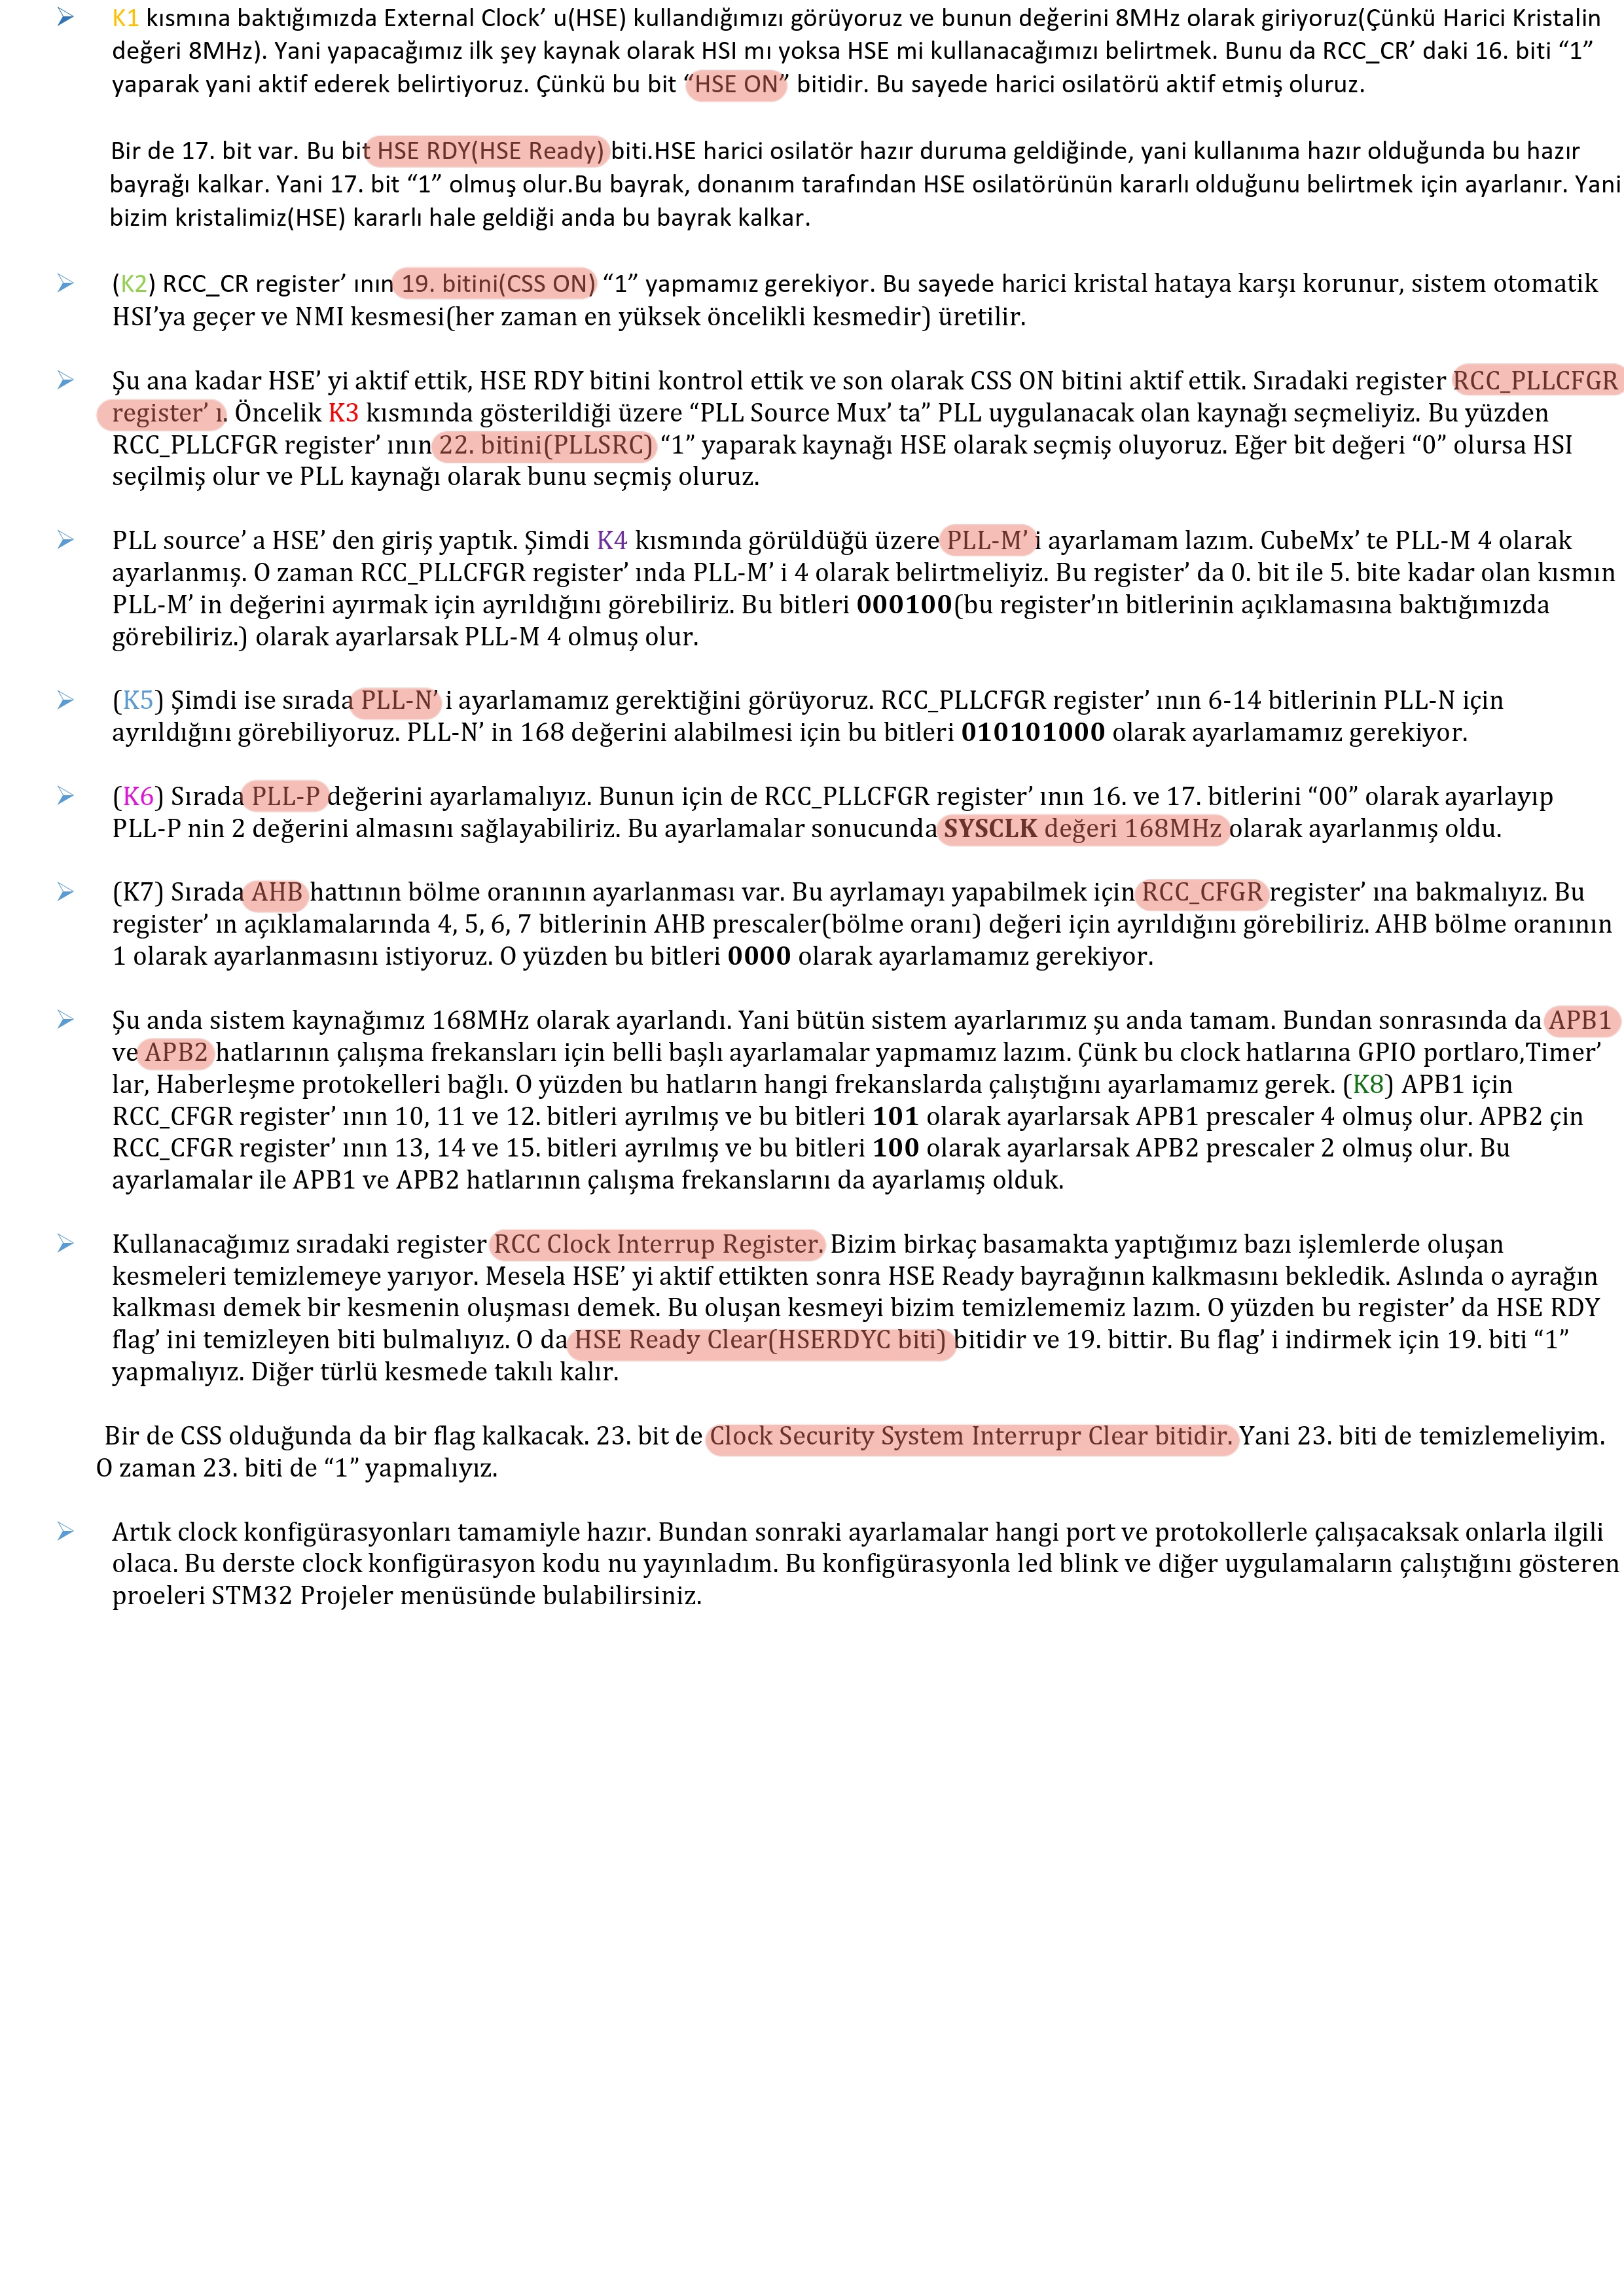 ➢ K1 kısmına baktığımızda External Clock’ u(HSE) kullandığımızı görüyoruz ve bunun değerini 8MHz olarak giriyoruz(Çünkü Harici Kristalin
değeri 8MHz). Yani yapacağımız ilk şey kaynak olarak HSI mı yoksa HSE mi kullanacağımızı belirtmek. Bunu da RCC_CR’ daki 16. biti “1”
yaparak yani aktif ederek belirtiyoruz. Çünkü bu bit “HSE ON” bitidir. Bu sayede harici osilatörü aktif etmiş oluruz.
Bir de 17. bit var. Bu bit HSE RDY(HSE Ready) biti.HSE harici osilatör hazır duruma geldiğinde, yani kullanıma hazır olduğunda bu hazır
bayrağı kalkar. Yani 17. bit “1” olmuş olur.Bu bayrak, donanım tarafından HSE osilatörünün kararlı olduğunu belirtmek için ayarlanır. Yani
bizim kristalimiz(HSE) kararlı hale geldiği anda bu bayrak kalkar.
➢ (K2) RCC_CR register’ ının 19. bitini(CSS ON) “1” yapmamız gerekiyor. Bu sayede harici kristal hataya karşı korunur, sistem otomatik
HSI’ya geçer ve NMI kesmesi(her zaman en yüksek öncelikli kesmedir) üretilir.
➢ Şu ana kadar HSE’ yi aktif ettik, HSE RDY bitini kontrol ettik ve son olarak CSS ON bitini aktif ettik. Sıradaki register RCC_PLLCFGR
register’ ı. Öncelik K3 kısmında gösterildiği üzere “PLL Source Mux’ ta” PLL uygulanacak olan kaynağı seçmeliyiz. Bu yüzden
RCC_PLLCFGR register’ ının 22. bitini(PLLSRC) “1” yaparak kaynağı HSE olarak seçmiş oluyoruz. Eğer bit değeri “0” olursa HSI
seçilmiş olur ve PLL kaynağı olarak bunu seçmiş oluruz.
➢ PLL source’ a HSE’ den giriş yaptık. Şimdi K4 kısmında görüldüğü üzere PLL-M’ i ayarlamam lazım. CubeMx’ te PLL-M 4 olarak
ayarlanmış. O zaman RCC_PLLCFGR register’ ında PLL-M’ i 4 olarak belirtmeliyiz. Bu register’ da 0. bit ile 5. bite kadar olan kısmın
PLL-M’ in değerini ayırmak için ayrıldığını görebiliriz. Bu bitleri 000100(bu register’ın bitlerinin açıklamasına baktığımızda
görebiliriz.) olarak ayarlarsak PLL-M 4 olmuş olur.
➢ (K5) Şimdi ise sırada PLL-N’ i ayarlamamız gerektiğini görüyoruz. RCC_PLLCFGR register’ ının 6-14 bitlerinin PLL-N için
ayrıldığını görebiliyoruz. PLL-N’ in 168 değerini alabilmesi için bu bitleri 010101000 olarak ayarlamamız gerekiyor.
➢ (K6) Sırada PLL-P değerini ayarlamalıyız. Bunun için de RCC_PLLCFGR register’ ının 16. ve 17. bitlerini “00” olarak ayarlayıp
PLL-P nin 2 değerini almasını sağlayabiliriz. Bu ayarlamalar sonucunda SYSCLK değeri 168MHz olarak ayarlanmış oldu.
➢ (K7) Sırada AHB hattının bölme oranının ayarlanması var. Bu ayrlamayı yapabilmek için RCC_CFGR register’ ına bakmalıyız. Bu
register’ ın açıklamalarında 4, 5, 6, 7 bitlerinin AHB prescaler(bölme oranı) değeri için ayrıldığını görebiliriz. AHB bölme oranının
1 olarak ayarlanmasını istiyoruz. O yüzden bu bitleri 0000 olarak ayarlamamız gerekiyor.
➢ Şu anda sistem kaynağımız 168MHz olarak ayarlandı. Yani bütün sistem ayarlarımız şu anda tamam. Bundan sonrasında da APB1
ve APB2 hatlarının çalışma frekansları için belli başlı ayarlamalar yapmamız lazım. Çünk bu clock hatlarına GPIO portlaro,Timer’
lar, Haberleşme protokelleri bağlı. O yüzden bu hatların hangi frekanslarda çalıştığını ayarlamamız gerek. (K8) APB1 için
RCC_CFGR register’ ının 10, 11 ve 12. bitleri ayrılmış ve bu bitleri 101 olarak ayarlarsak APB1 prescaler 4 olmuş olur. APB2 çin
RCC_CFGR register’ ının 13, 14 ve 15. bitleri ayrılmış ve bu bitleri 100 olarak ayarlarsak APB2 prescaler 2 olmuş olur. Bu
ayarlamalar ile APB1 ve APB2 hatlarının çalışma frekanslarını da ayarlamış olduk.
➢ Kullanacağımız sıradaki register RCC Clock Interrup Register. Bizim birkaç basamakta yaptığımız bazı işlemlerde oluşan
kesmeleri temizlemeye yarıyor. Mesela HSE’ yi aktif ettikten sonra HSE Ready bayrağının kalkmasını bekledik. Aslında o ayrağın
kalkması demek bir kesmenin oluşması demek. Bu oluşan kesmeyi bizim temizlememiz lazım. O yüzden bu register’ da HSE RDY
flag’ ini temizleyen biti bulmalıyız. O da HSE Ready Clear(HSERDYC biti) bitidir ve 19. bittir. Bu flag’ i indirmek için 19. biti “1”
yapmalıyız. Diğer türlü kesmede takılı kalır.
Bir de CSS olduğunda da bir flag kalkacak. 23. bit de Clock Security System Interrupr Clear bitidir. Yani 23. biti de temizlemeliyim.
O zaman 23. biti de “1” yapmalıyız.
➢ Artık clock konfigürasyonları tamamiyle hazır. Bundan sonraki ayarlamalar hangi port ve protokollerle çalışacaksak onlarla ilgili
olaca. Bu derste clock konfigürasyon kodu nu yayınladım. Bu konfigürasyonla led blink ve diğer uygulamaların çalıştığını gösteren
proeleri STM32 Projeler menüsünde bulabilirsiniz.